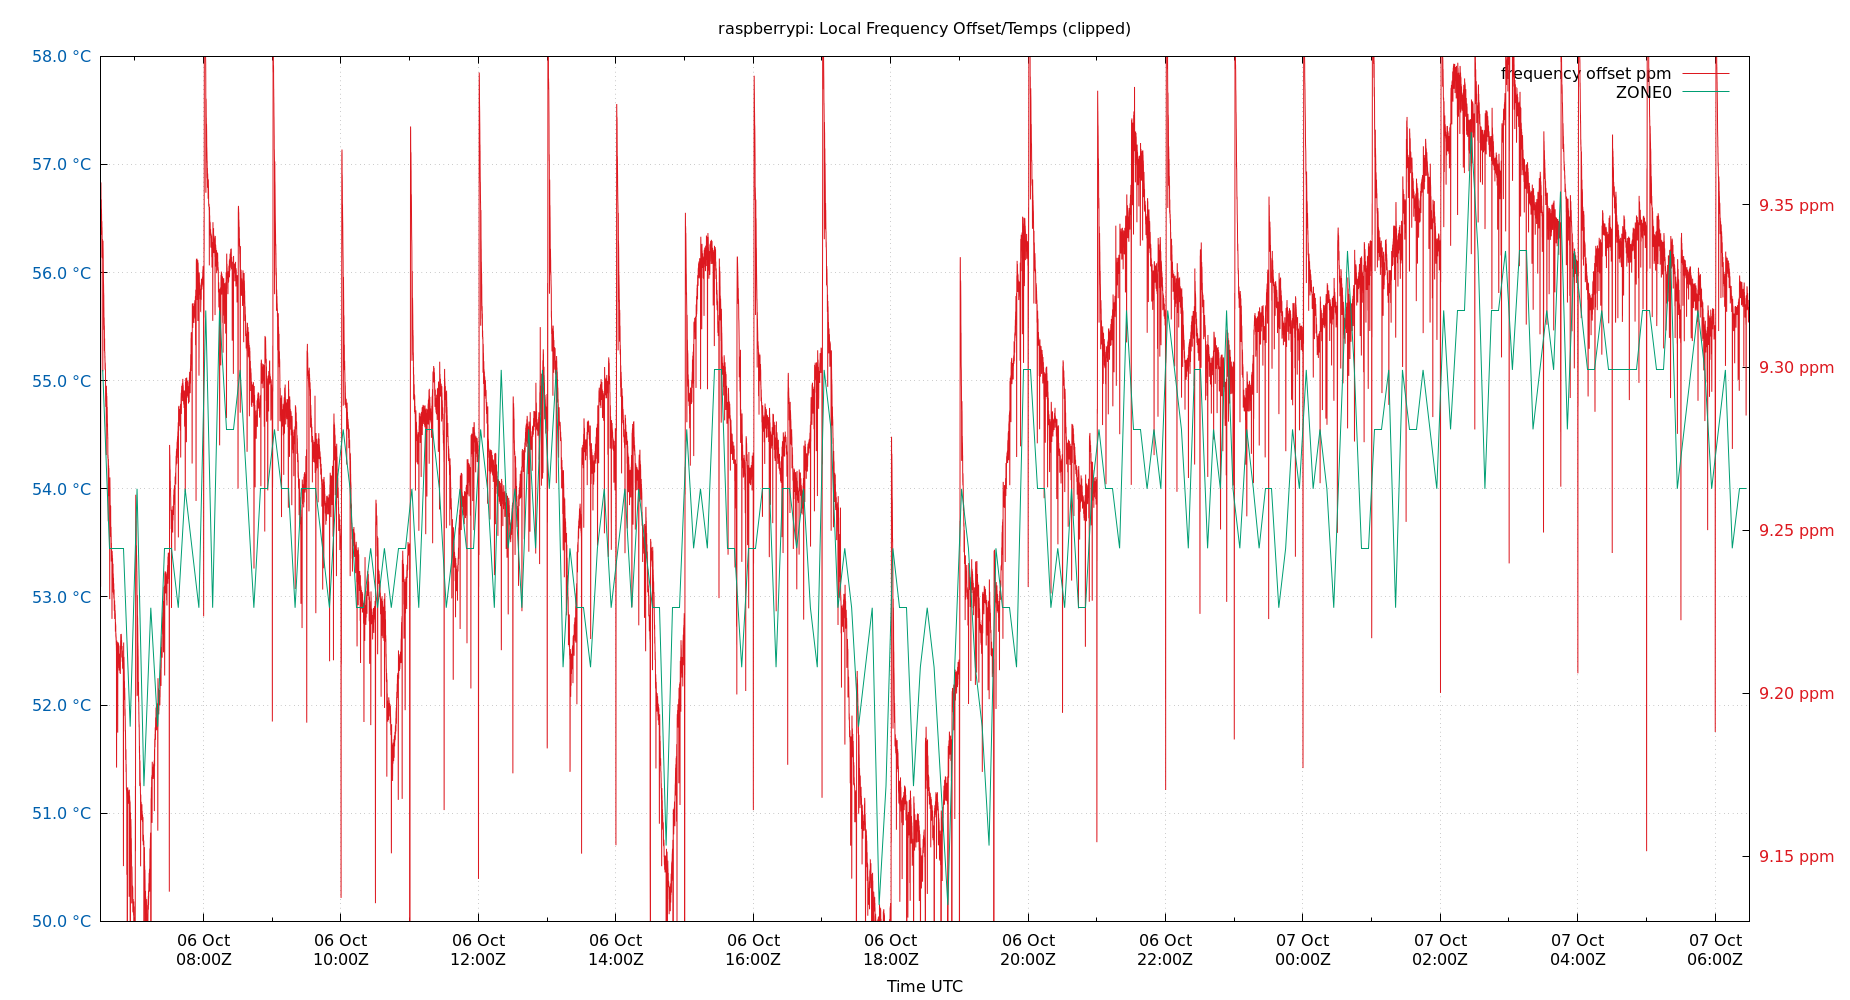 raspberrypi: Local Frequency Offset/Temps (clipped)
58.0 °C
57.0 °C
56.0 °C
55.0 °C
54.0 °C
53.0 °C
52.0 °C
51.0 °C
50.0 °C
frequency offset ppm
ZONE0
9.35 ppm
9.30 ppm
9.25 ppm
9.20 ppm
9.15 ppm
06 Oct 06 Oct 06 Oct 06 Oct 06 Oct 06 Oct 06 Oct 06 Oct 07 Oct 07 Oct 07 Oct 07 Oct
08:00Z 10:00Z 12:00Z 14:00Z 16:00Z 18:00Z 20:00Z 22:00Z 00:00Z 02:00Z 04:00Z 06:00Z
Time UTC